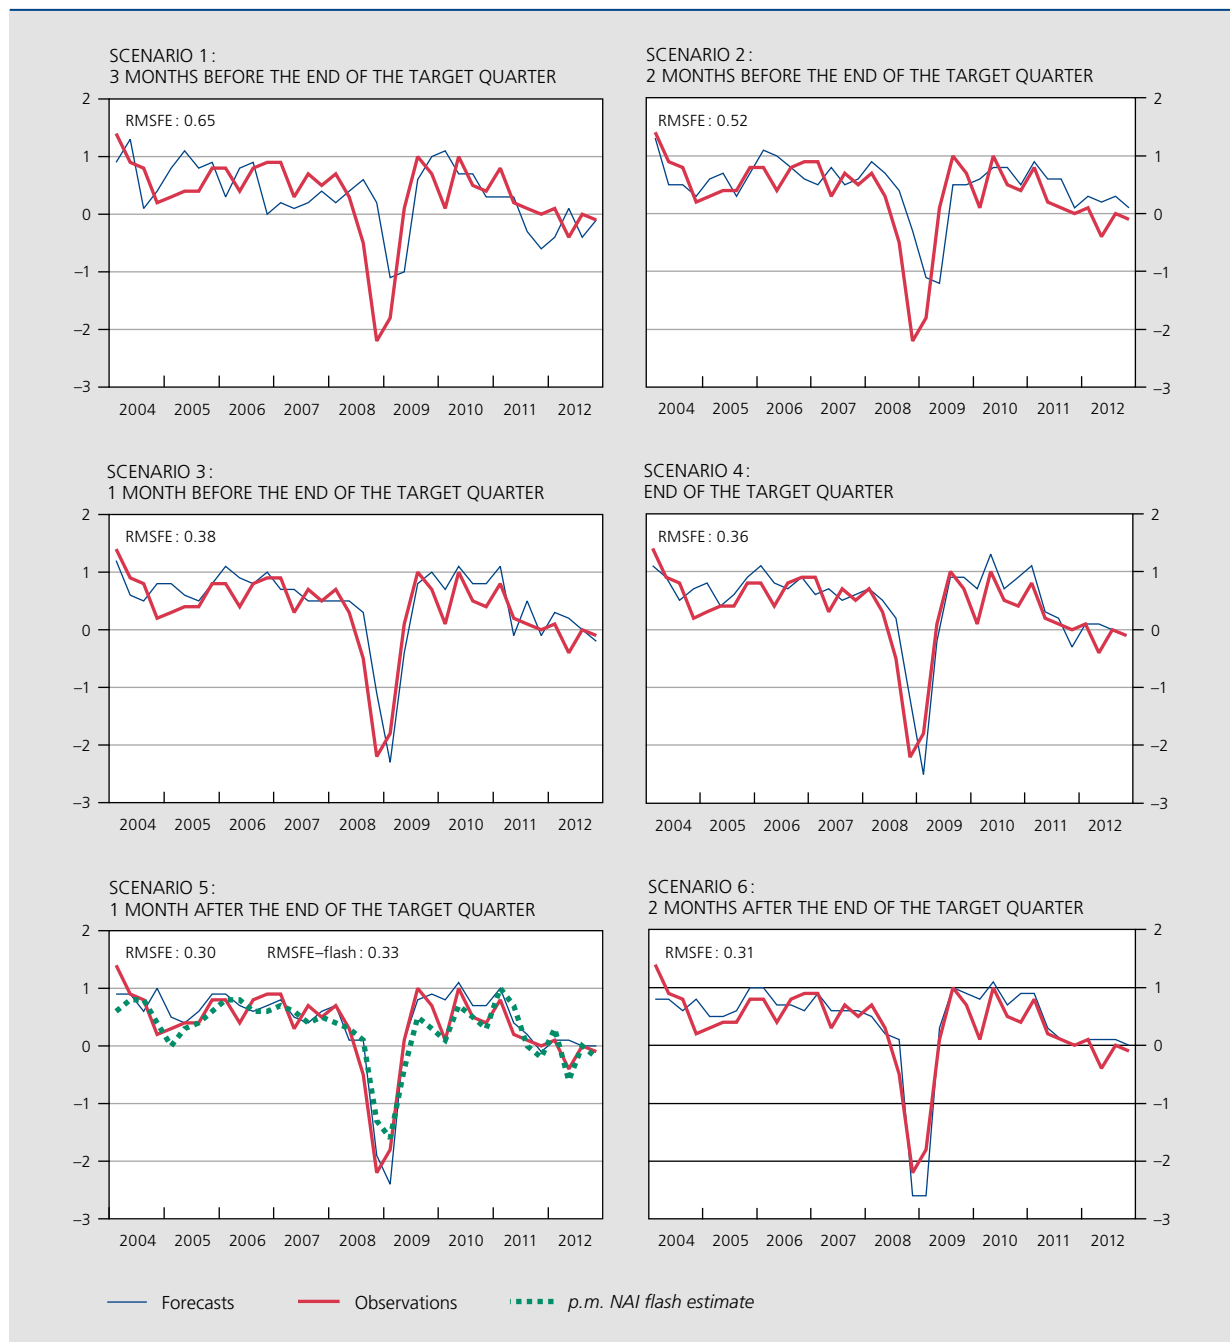 SCENARIO 1:
3 MONTHS BEFORE THE END OF THE TARGET QUARTER
RMSFE: 0.65
2
1
0
–1
–2
–3
2004 2005 2006 2007 2008 2009 2010 2011 2012
SCENARIO 2:
2 MONTHS BEFORE THE END OF THE TARGET QUARTER
RMSFE: 0.52
2
1
0
–1
–2
–3
2004 2005 2006 2007 2008 2009 2010 2011 2012
SCENARIO 3:
1 MONTH BEFORE THE END OF THE TARGET QUARTER
RMSFE: 0.38
2
1
0
–1
–2
–3
2004 2005 2006 2007 2008 2009 2010 2011 2012
SCENARIO 4:
END OF THE TARGET QUARTER
RMSFE: 0.36
2
1
0
–1
–2
–3
2004 2005 2006 2007 2008 2009 2010 2011 2012
SCENARIO 5:
1 MONTH AFTER THE END OF THE TARGET QUARTER
RMSFE: 0.30 RMSFE–flash: 0.33
2
1
0
–1
–2
–3
2004 2005 2006 2007 2008 2009 2010 2011 2012
SCENARIO 6:
2 MONTHS AFTER THE END OF THE TARGET QUARTER
RMSFE: 0.31
2
1
0
–1
–2
–3
2004 2005 2006 2007 2008 2009 2010 2011 2012
Forecasts Observations p.m. NAI flash estimate